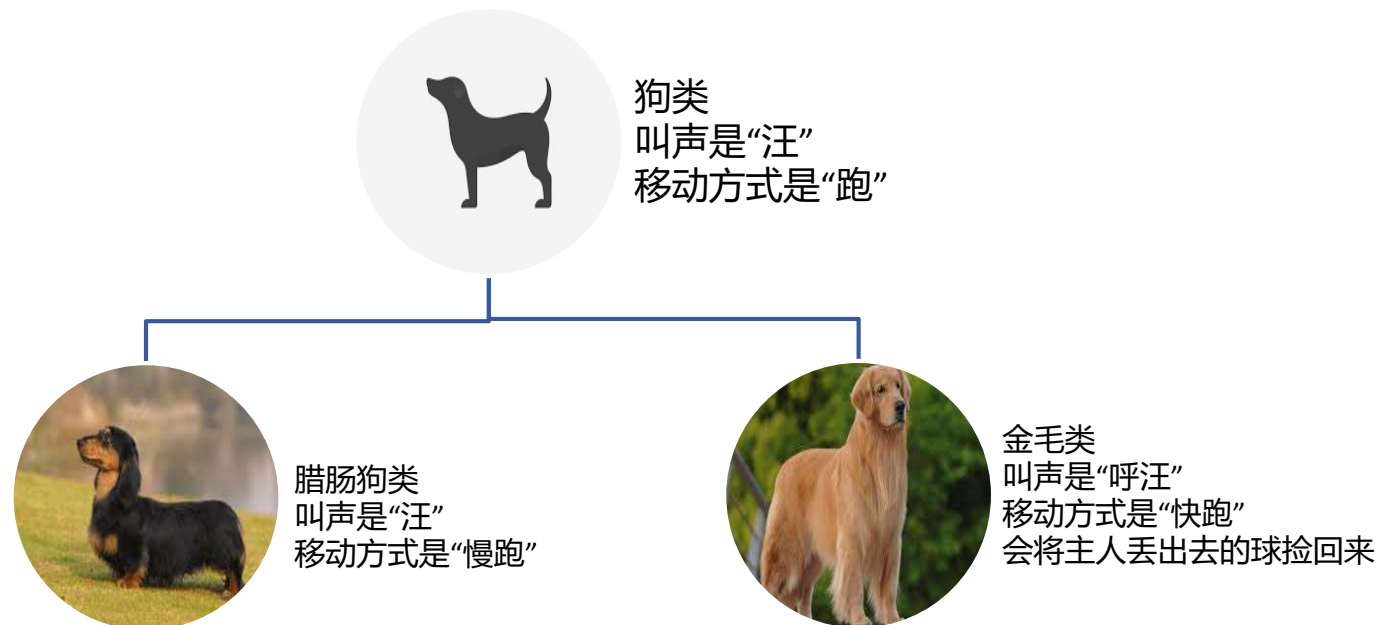 狗类
叫声是“汪”
移动方式是“跑”
腊肠狗类
叫声是“汪”
移动方式是“慢跑”
金毛类
叫声是“呼汪”
移动方式是“快跑”
会将主人丢出去的球捡回来